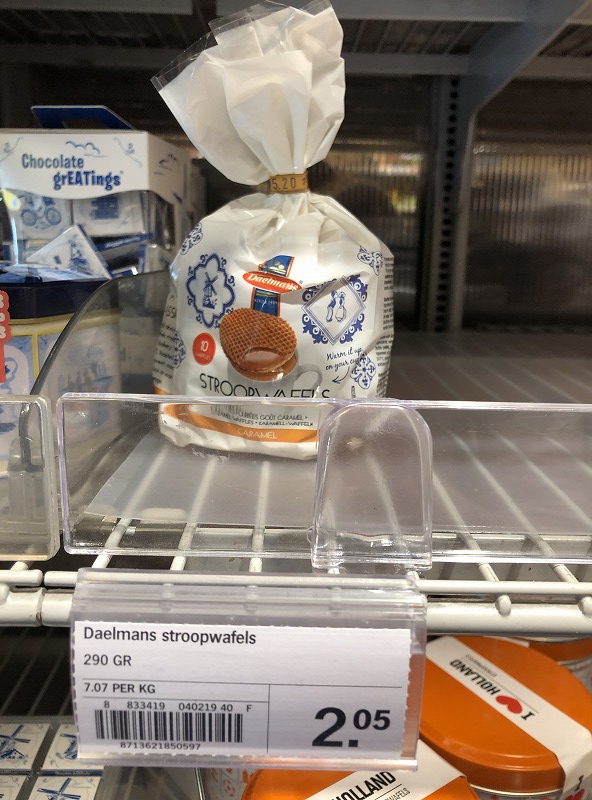 Chocolate
grEATings
5.20
Daelmans
10
Warm it up
on your cup
STROOPWAFELS
CARAMEL
Daelmans stroopwafels
290 GR
7.07 PER KG
8 833419 040219 40 F
8713621850597
2.05
I HOLLAND
HOLLAND